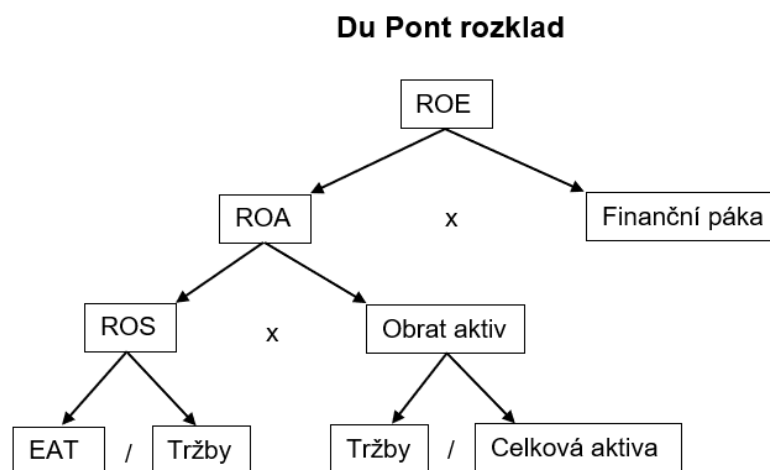 Du Pont rozklad
ROE
ROA x Finanční páka
ROS x Obrat aktiv
EAT / Tržby Tržby / Celková aktiva